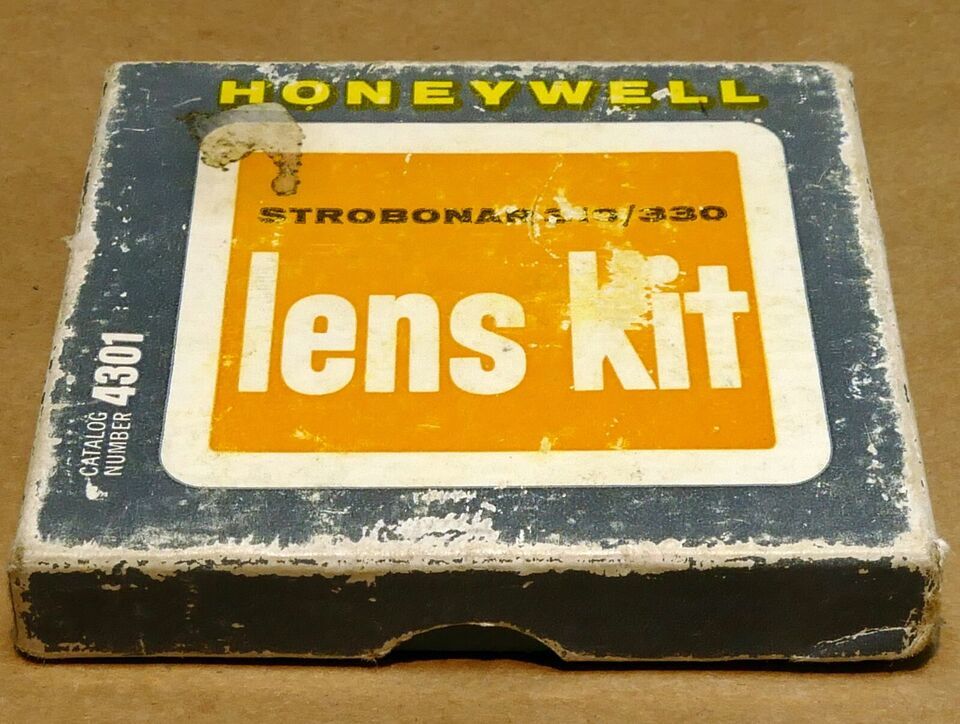 HONEYWELL
STROBONAR /330
lens kit
CATALOG
NUMBER 4301